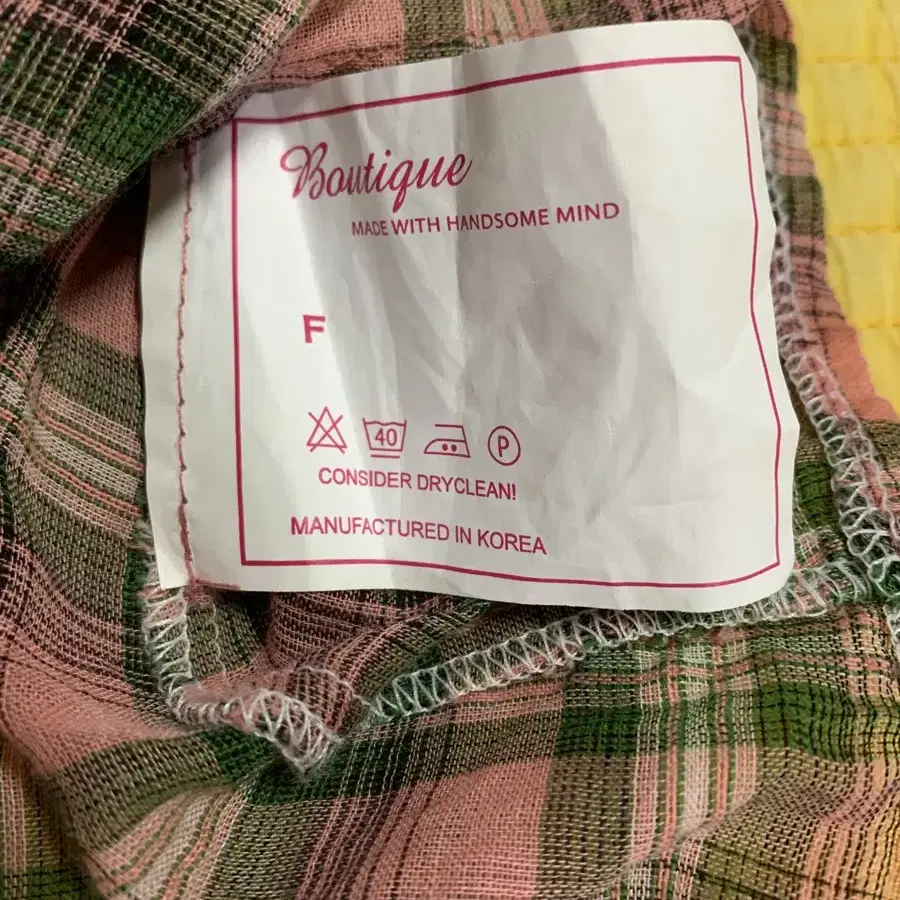 Boutique
MADE WITH HANDSOME MIND
F
40 P
CONSIDER DRYCLEAN!
MANUFACTURED IN KOREA